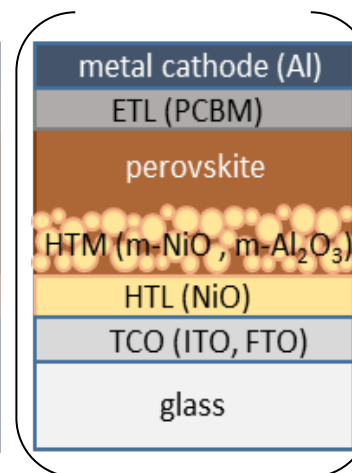 metal cathode (Al)
ETL (PCBM)
perovskite
HTM (m-NiO , m-Al₂O₃)
HTL (NiO)
TCO (ITO, FTO)
glass